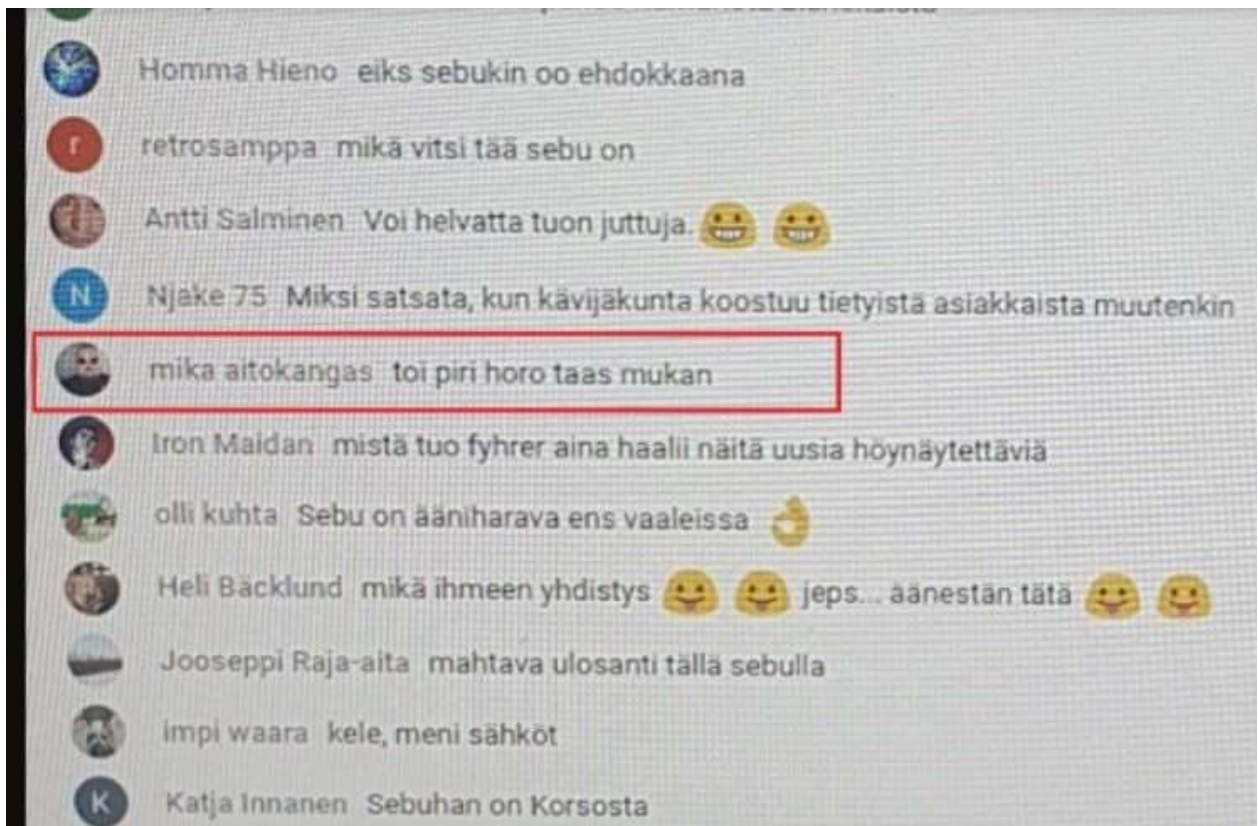 Homma Hieno eiks sebukin oo ehdokkaana
r retrosamppa mikä vitsi tää sebu on
Antti Salminen Voi helvatta tuon juttuja.
N Njake 75 Miksi satsata, kun kävijäkunta koostuu tietyistä asiakkaista muutenkin
mika aitokangas toi piri horo taas mukan
Iron Maidan mistä tuo fyhrer aina haalii näitä uusia höynäytettäviä
olli kuhta Sebu on ääniharava ens vaaleissa
Heli Bäcklund mikä ihmeen yhdistys jeps... äänestän tätä
Jooseppi Raja-aita mahtava ulosanti tällä sebulla
impi waara kele, meni sähköt
K Katja Innanen Sebuhan on Korsosta